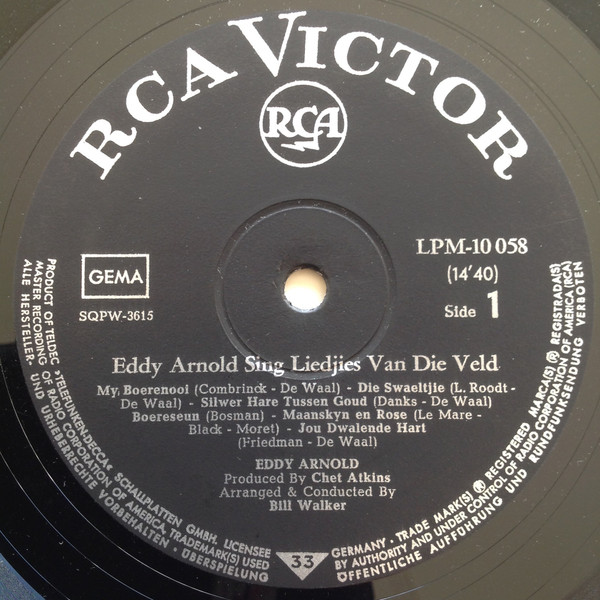 RCA VICTOR
RCA
GEMA
SQPW-3615
LPM-10 058
(14'40)
Side 1
Eddy Arnold Sing Liedjies Van Die Veld
My Boerenooi (Combrinck - De Waal) - Die Swaeltjie (L. Roodt -
De Waal) - Silwer Hare Tussen Goud (Danks - De Waal)
Boereseun (Bosman) - Maanskyn en Rose (Le Mare -
Black - Moret) - Jou Dwalende Hart
(Friedman - De Waal)
EDDY ARNOLD
Produced By Chet Atkins
Arranged & Conducted By
Bill Walker
33
PRODUCT OF TELDEC »TELEFUNKEN-DECCA« SCHALLPLATTEN GMBH. LICENSEE
MASTER RECORDING OF RADIO CORPORATION OF AMERICA, TRADEMARK(S) USED
ALLE HERSTELLER- UND URHEBERRECHTE VORBEHALTEN · VERVIELFÄLTIGUNG
GERMANY · TRADE MARK(S) ® REGISTERED MARCA(S) ® REGISTRADA(S)
BY AUTHORITY AND UNDER CONTROL OF RADIO CORPORATION OF AMERICA (RCA)
ÖFFENTLICHE AUFFÜHRUNG UND RUNDFUNKSENDUNG VERBOTEN